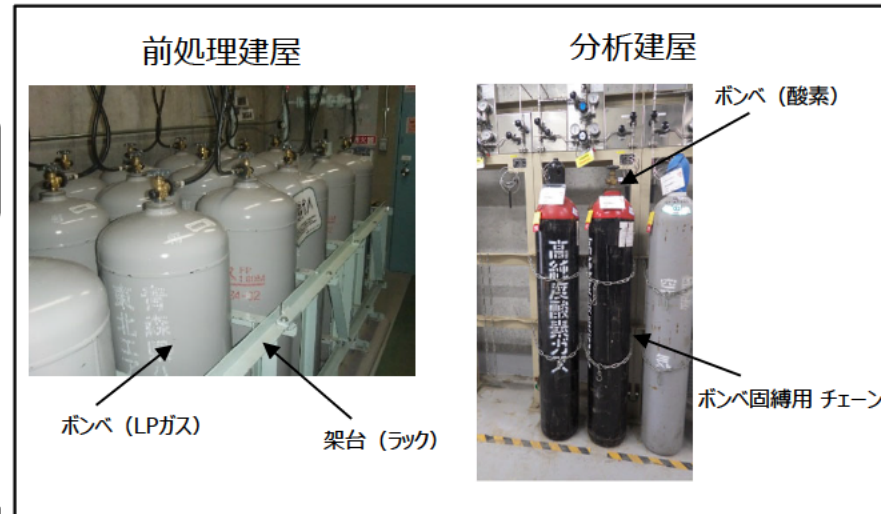 前処理建屋
分析建屋
ボンベ（酸素）
高純度酸素ガス
空気
ボンベ固縛用 チェーン
ボンベ（LPガス）
架台（ラック）